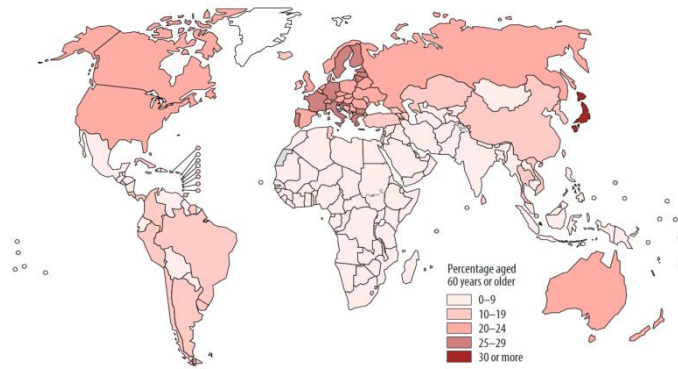 Percentage aged
60 years or older
0–9
10–19
20–24
25–29
30 or more